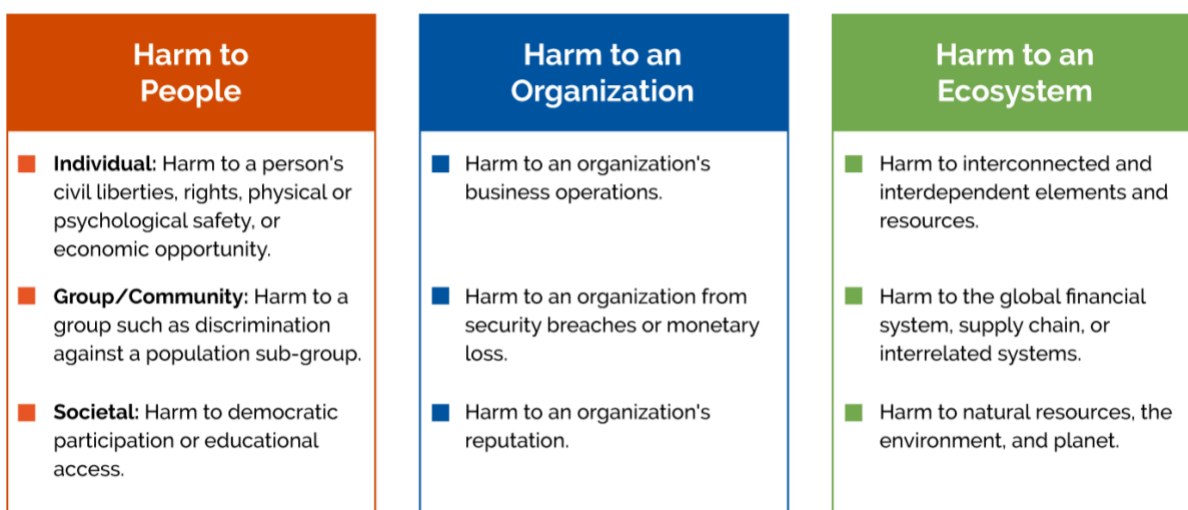 Harm to
People
Individual: Harm to a person's
civil liberties, rights, physical or
psychological safety, or
economic opportunity.
Group/Community: Harm to a
group such as discrimination
against a population sub-group.
Societal: Harm to democratic
participation or educational
access.
Harm to an
Organization
Harm to an organization's
business operations.
Harm to an organization from
security breaches or monetary
loss.
Harm to an organization's
reputation.
Harm to an
Ecosystem
Harm to interconnected and
interdependent elements and
resources.
Harm to the global financial
system, supply chain, or
interrelated systems.
Harm to natural resources, the
environment, and planet.